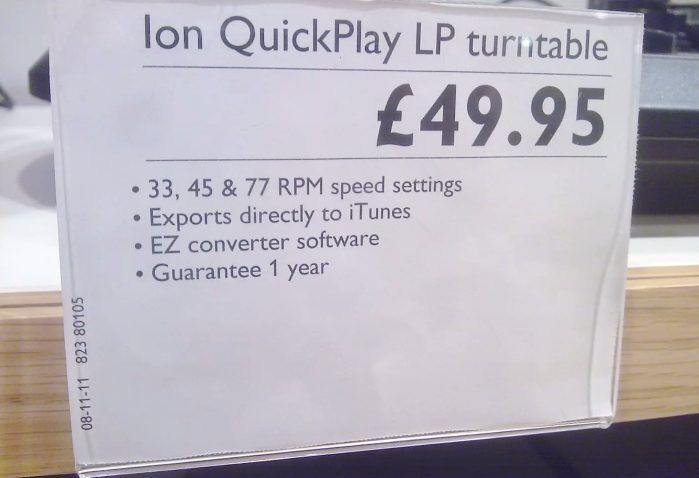 Ion QuickPlay LP turntable
£49.95
• 33, 45 & 77 RPM speed settings
• Exports directly to iTunes
• EZ converter software
• Guarantee 1 year
08-11-11 823 80105